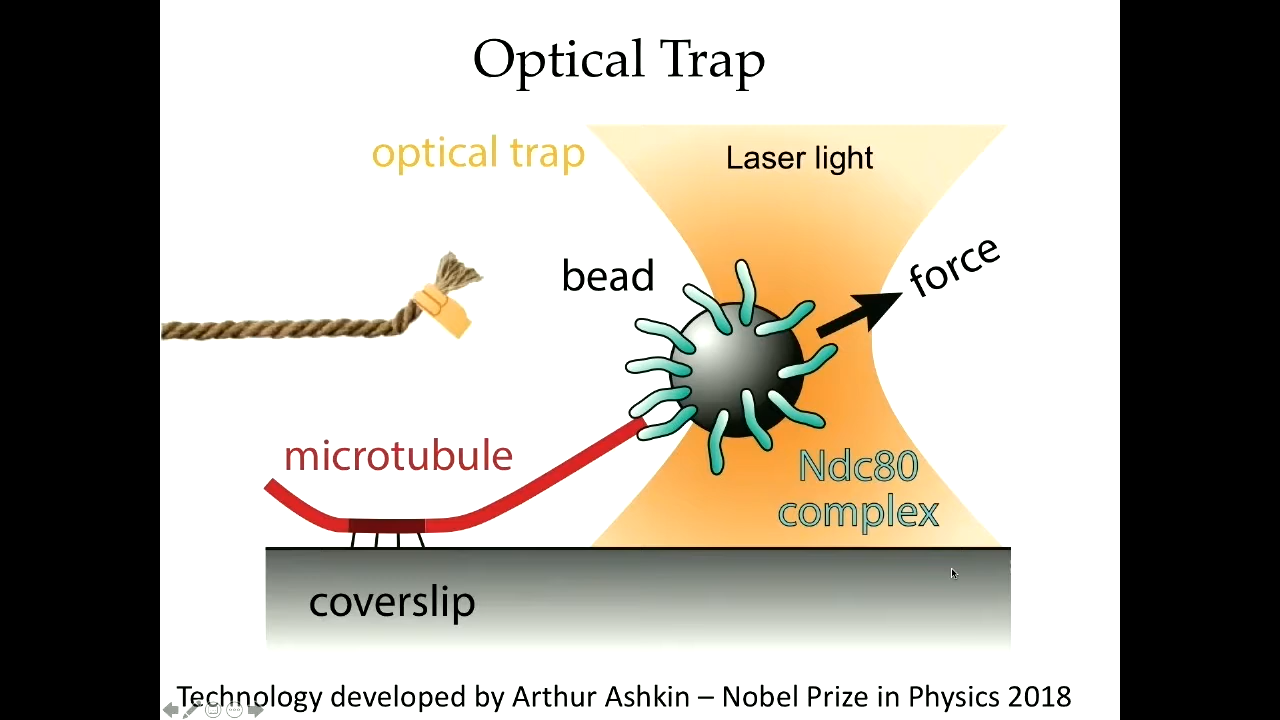 Optical Trap
optical trap
Laser light
bead
force
microtubule
Ndc80
complex
coverslip
Technology developed by Arthur Ashkin – Nobel Prize in Physics 2018